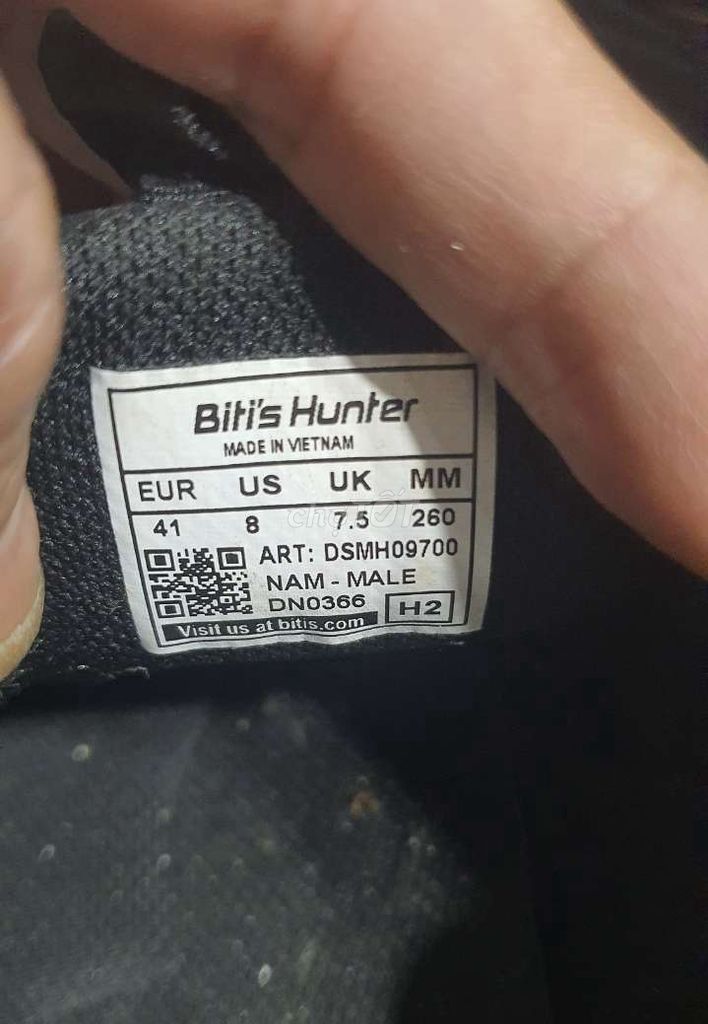 Biti's Hunter
MADE IN VIETNAM
EUR US UK MM
41 8 7.5 260
ART: DSMH09700
NAM - MALE
DN0366 H2
Visit us at bitis.com